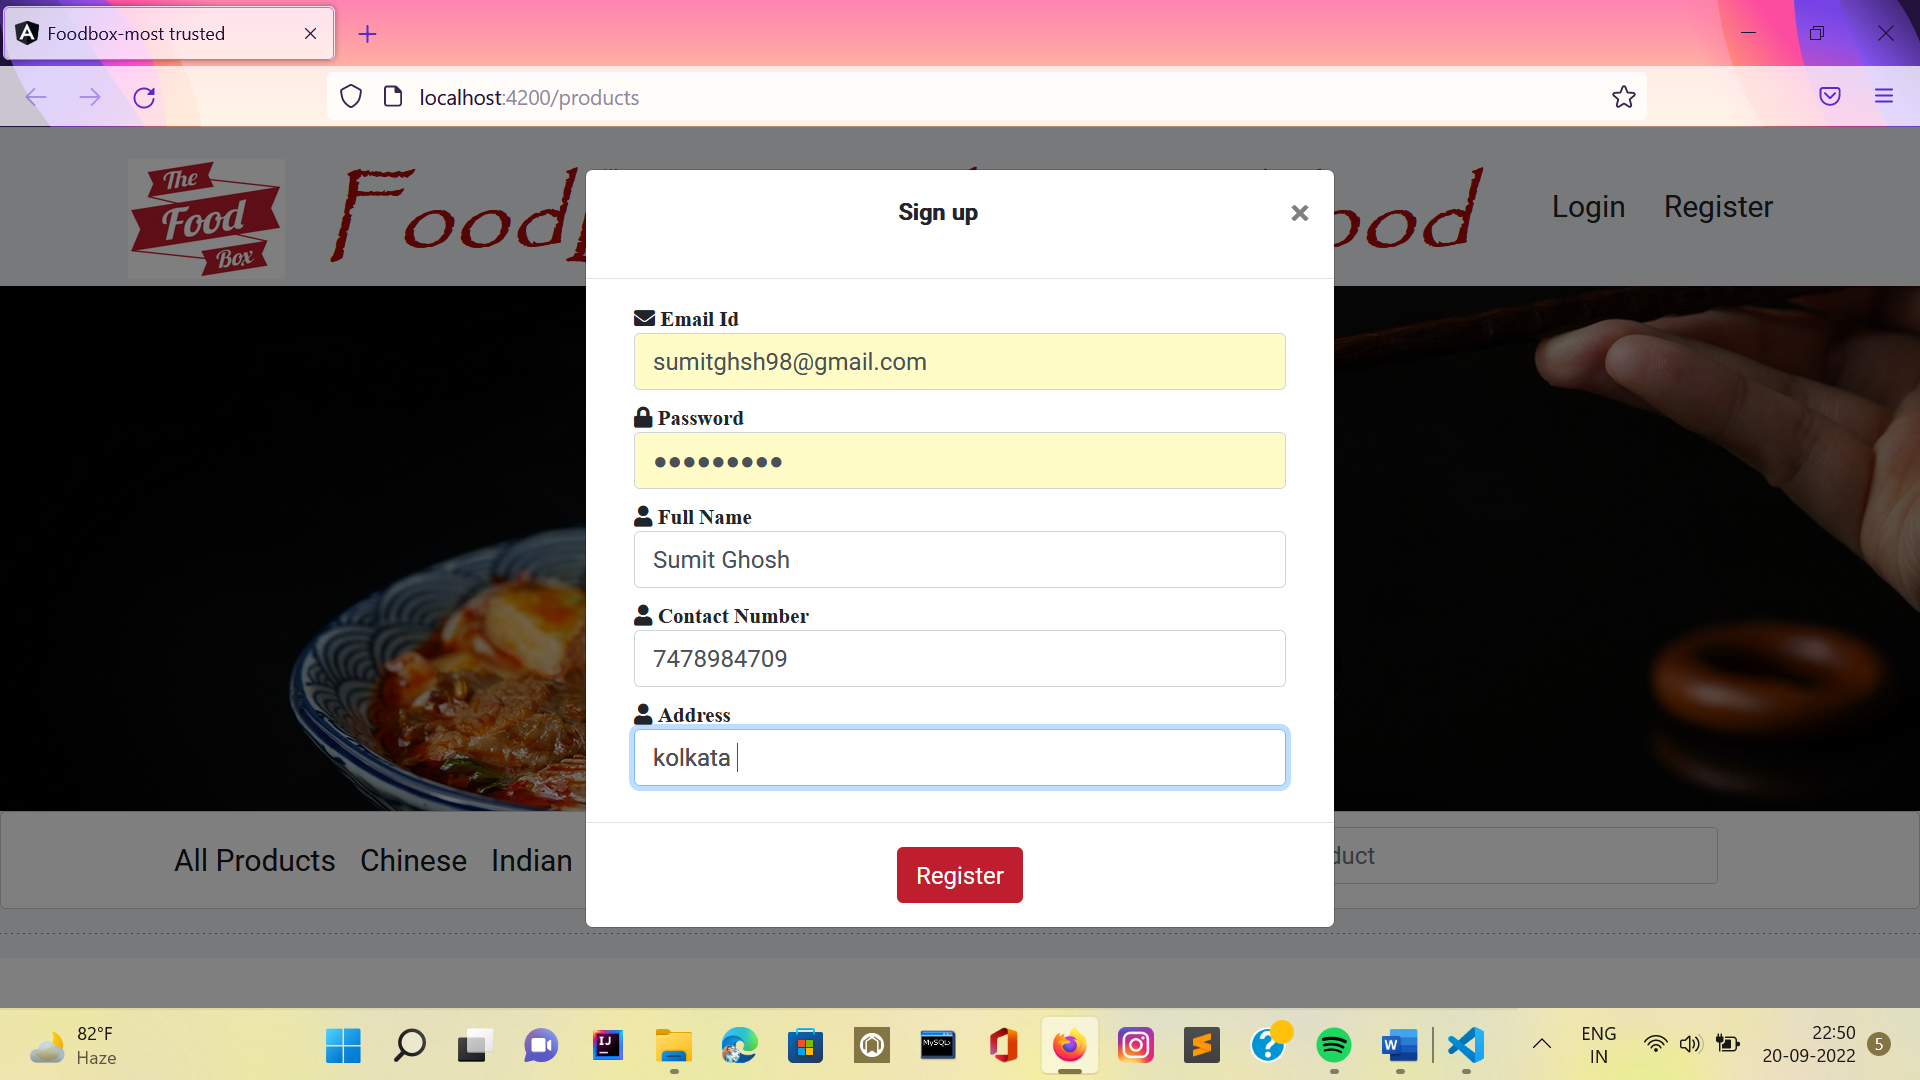 Foodbox-most trusted
localhost:4200/products
The
Food
Box
Food
ood
Login
Register
Sign up
Email Id
sumitghsh98@gmail.com
Password
●●●●●●●●●
Full Name
Sumit Ghosh
Contact Number
7478984709
Address
kolkata
Register
All Products
Chinese
Indian
duct
82°F
Haze
IJ
MySQL
W
ENG
IN
22:50
20-09-2022
5